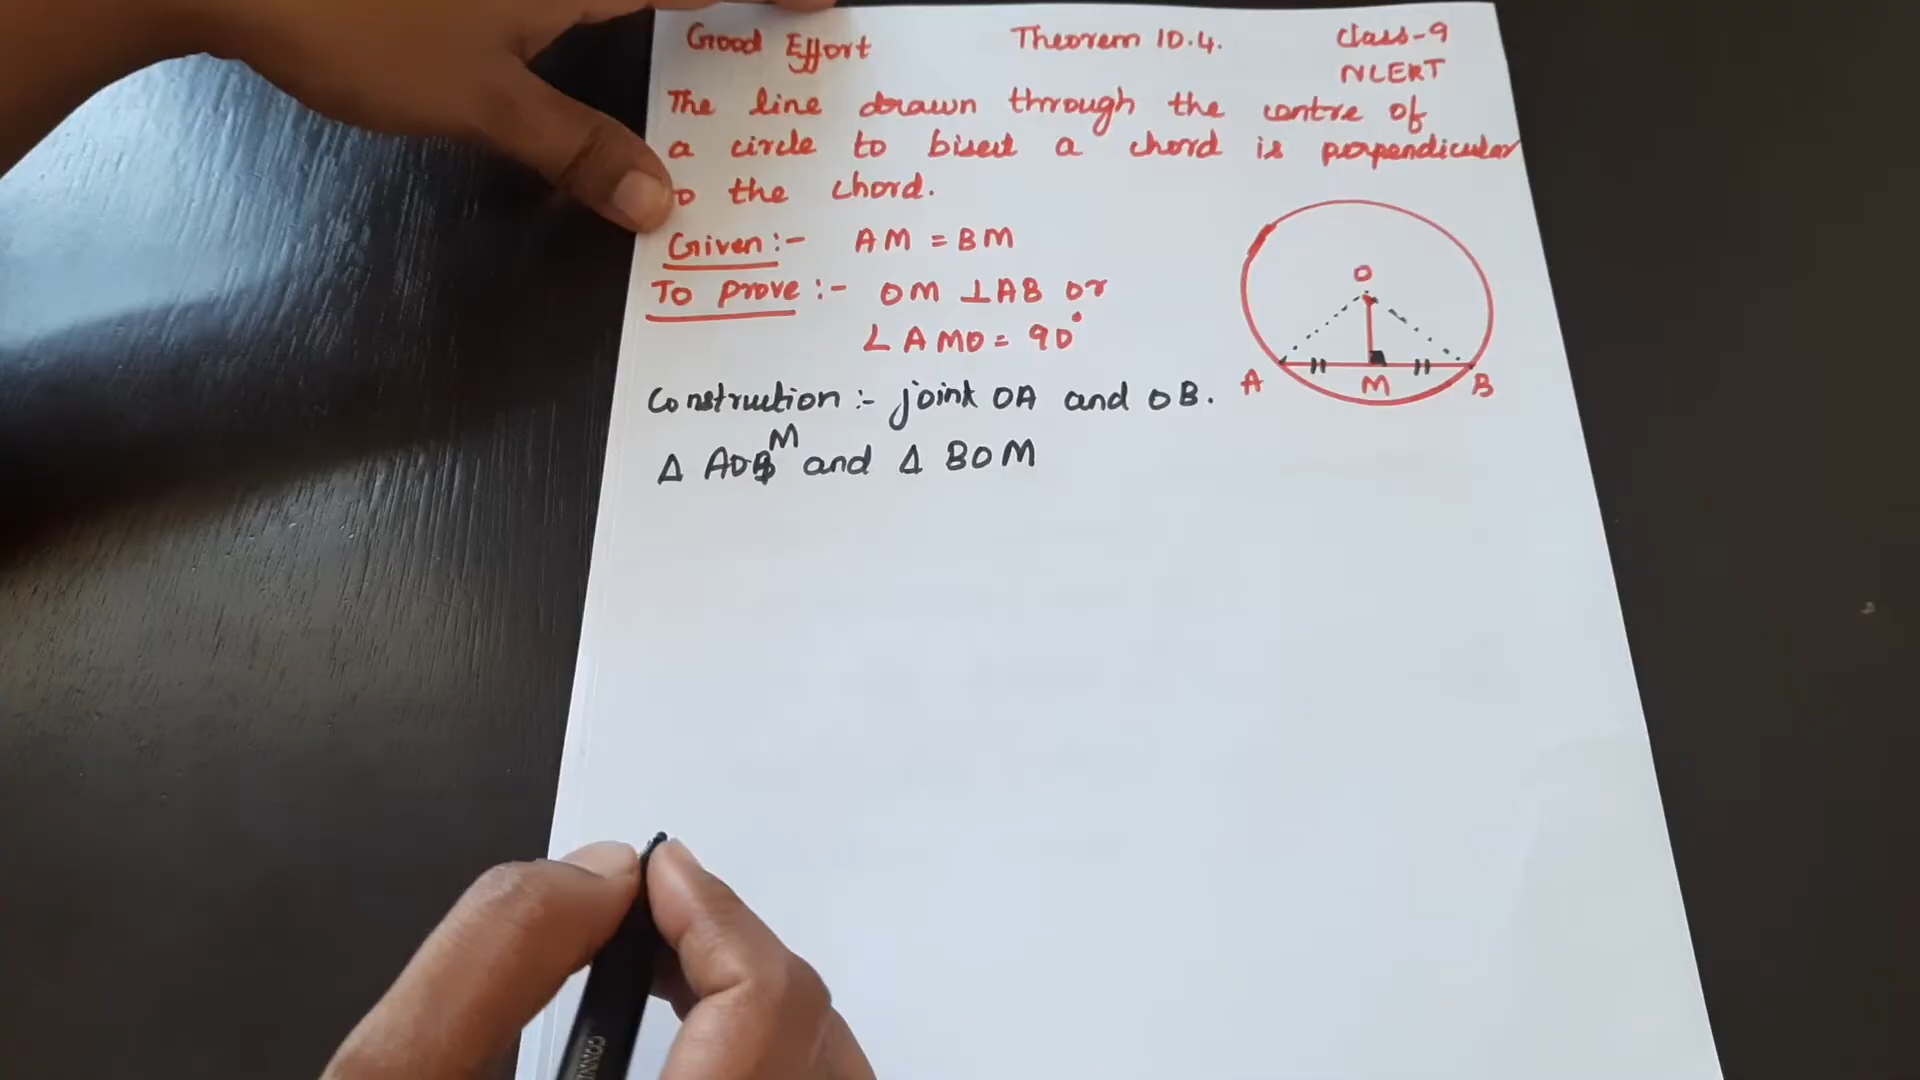 Good Effort Theorem 10.4. Class-9
NCERT
The line drawn through the centre of
a circle to bisect a chord is perpendicular
to the chord.
Given :- AM = BM
To prove :- OM ⊥ AB or
∠ AMO = 90°
Construction :- joint OA and OB.
Δ AOM and Δ BOM
O
A M B
CONN